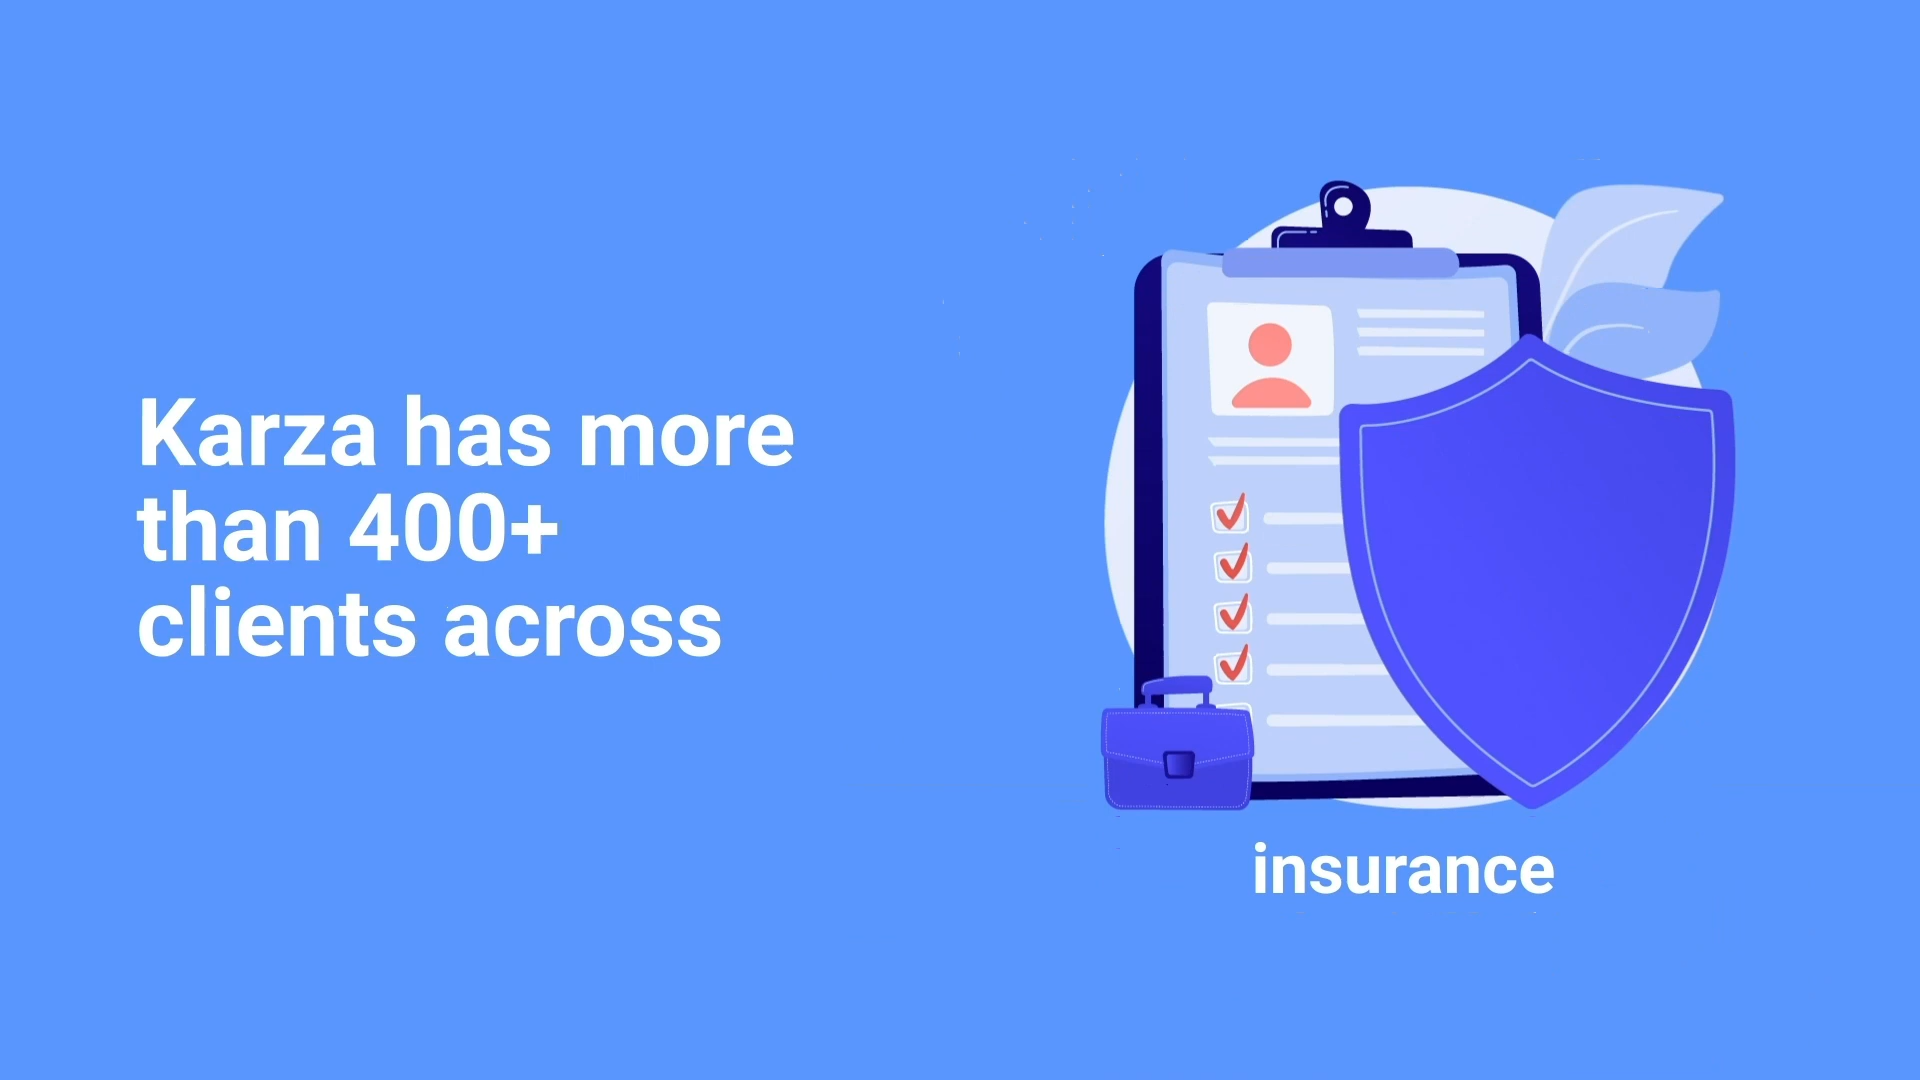 Karza has more
than 400+
clients across
insurance